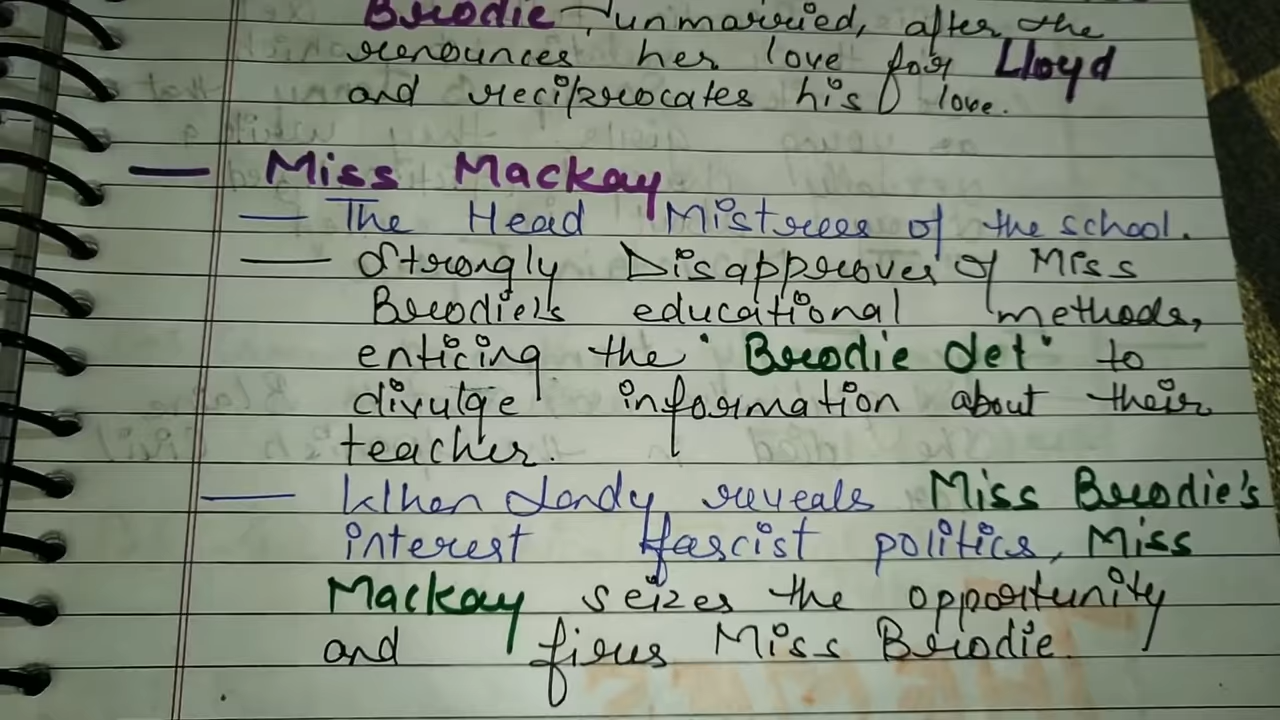 Brodie - unmarried, after the
renounces her love for Lloyd
and reciprocates his love.
— Miss Mackay
— The Head Mistress of the school.
— Strongly Disapproves of Miss
Brodie's educational methods,
enticing the "Brodie Set" to
divulge information about their
teacher.
— When Sandy reveals Miss Brodie's
interest fascist politics, Miss
Mackay seizes the opportunity
and fires Miss Brodie.